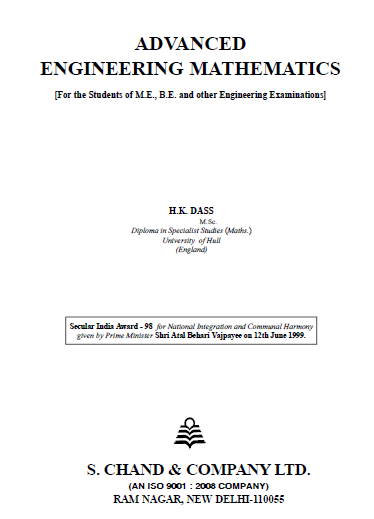 ADVANCED
ENGINEERING MATHEMATICS
[For the Students of M.E., B.E. and other Engineering Examinations]
H.K. DASS
M.Sc.
Diploma in Specialist Studies (Maths.)
University of Hull
(England)
Secular India Award - 98 for National Integration and Communal Harmony
given by Prime Minister Shri Atal Behari Vajpayee on 12th June 1999.
S. CHAND & COMPANY LTD.
(AN ISO 9001 : 2008 COMPANY)
RAM NAGAR, NEW DELHI-110055